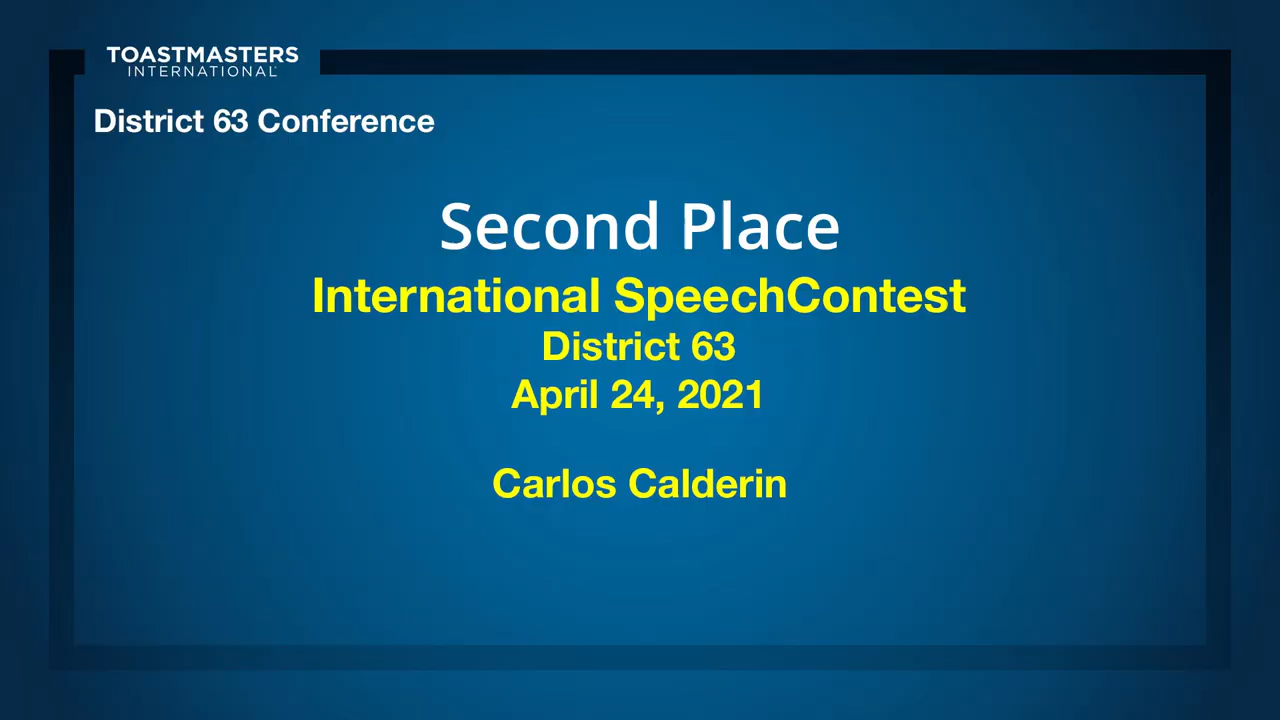 TOASTMASTERS
INTERNATIONAL
District 63 Conference
Second Place
International SpeechContest
District 63
April 24, 2021
Carlos Calderin